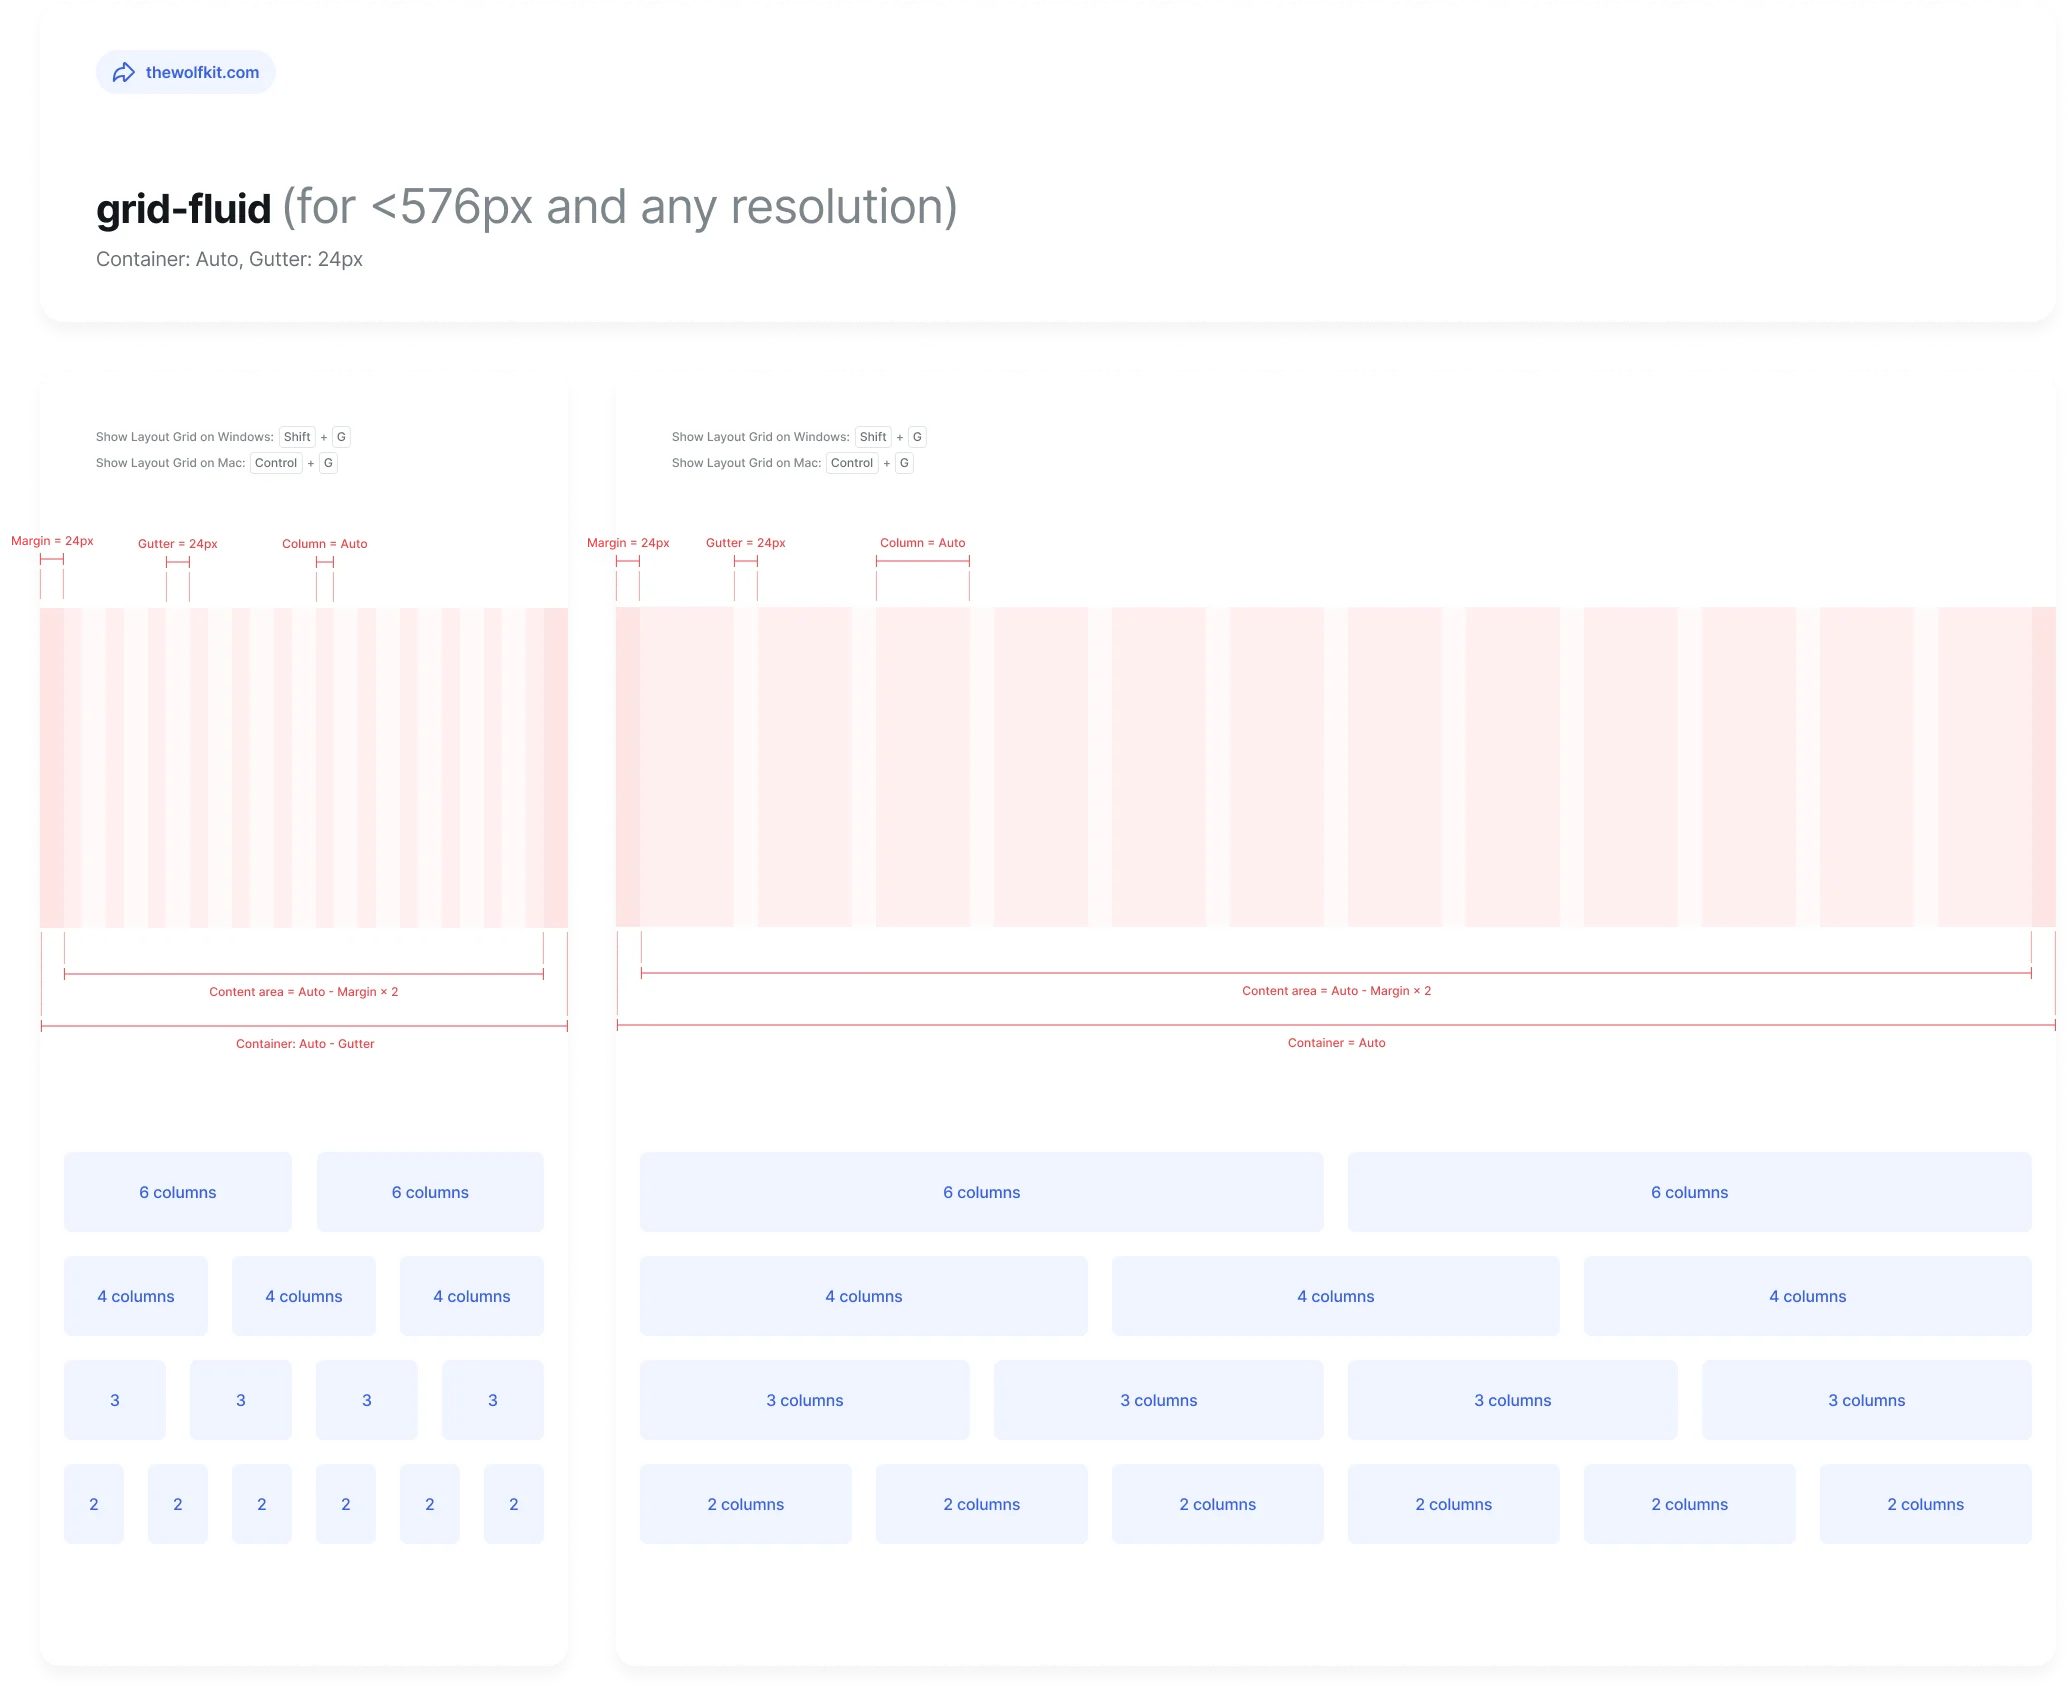 thewolfkit.com
grid-fluid (for <576px and any resolution)
Container: Auto, Gutter: 24px
Show Layout Grid on Windows: Shift + G
Show Layout Grid on Mac: Control + G
Margin = 24px
Gutter = 24px
Column = Auto
Content area = Auto - Margin × 2
Container: Auto - Gutter
6 columns
6 columns
4 columns
4 columns
4 columns
3
3
3
3
2
2
2
2
2
2
Show Layout Grid on Windows: Shift + G
Show Layout Grid on Mac: Control + G
Margin = 24px
Gutter = 24px
Column = Auto
Content area = Auto - Margin × 2
Container = Auto
6 columns
6 columns
4 columns
4 columns
4 columns
3 columns
3 columns
3 columns
3 columns
2 columns
2 columns
2 columns
2 columns
2 columns
2 columns